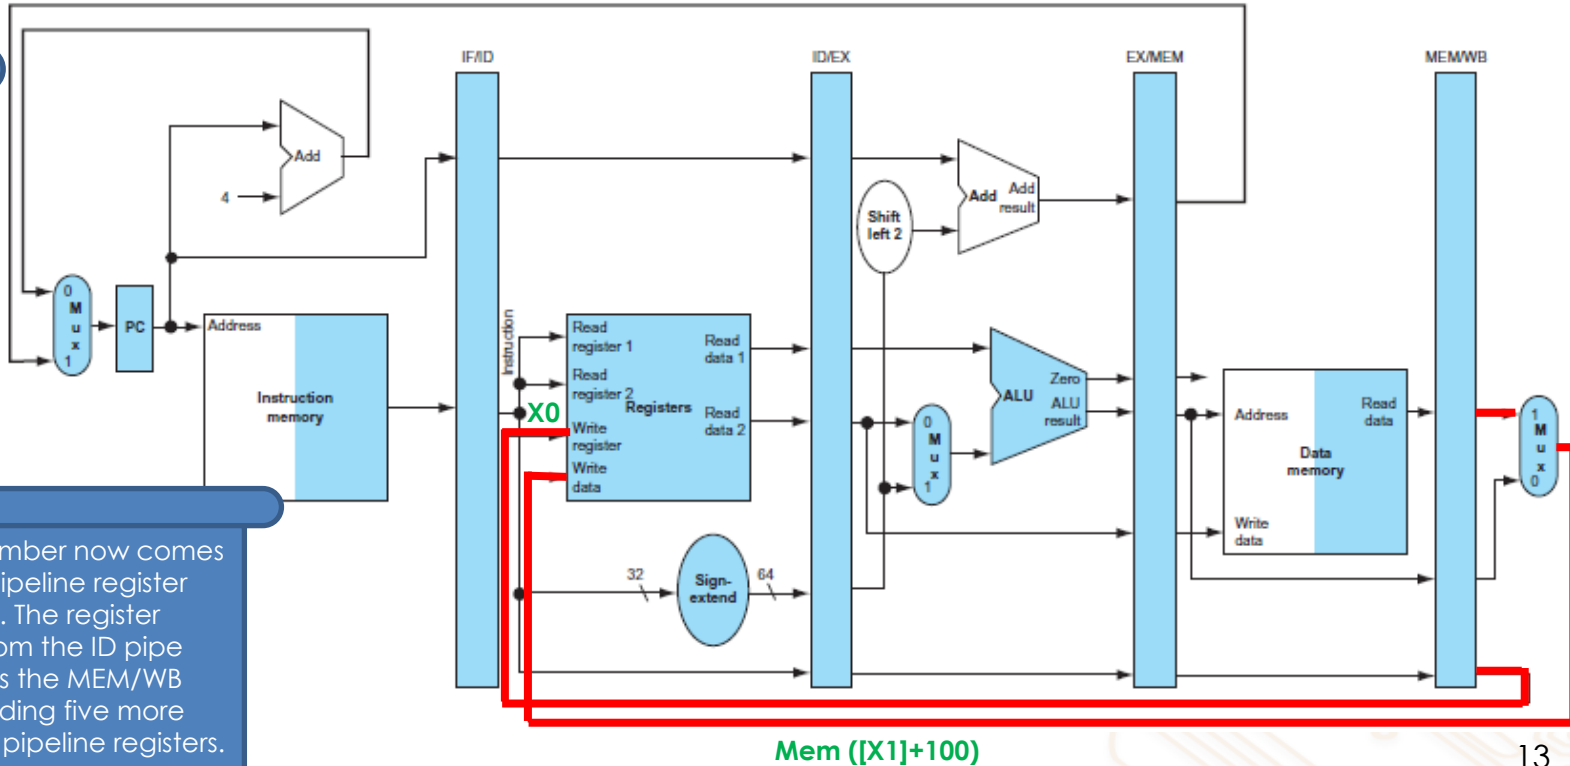 IF/ID
ID/EX
EX/MEM
MEM/WB
Add
4
Add Add
result
Shift
left 2
0
M
u
x
1
PC
Address
Instruction
memory
Instruction
Read
register 1
Read
register 2
Registers
Write
register
Write
data
Read
data 1
Read
data 2
X0
0
M
u
x
1
ALU
Zero
ALU
result
Address
Read
data
Data
memory
Write
data
1
M
u
x
0
32
Sign-
extend
64
mber now comes
ipeline register
. The register
om the ID pipe
s the MEM/WB
ding five more
pipeline registers.
Mem ([X1]+100)
13